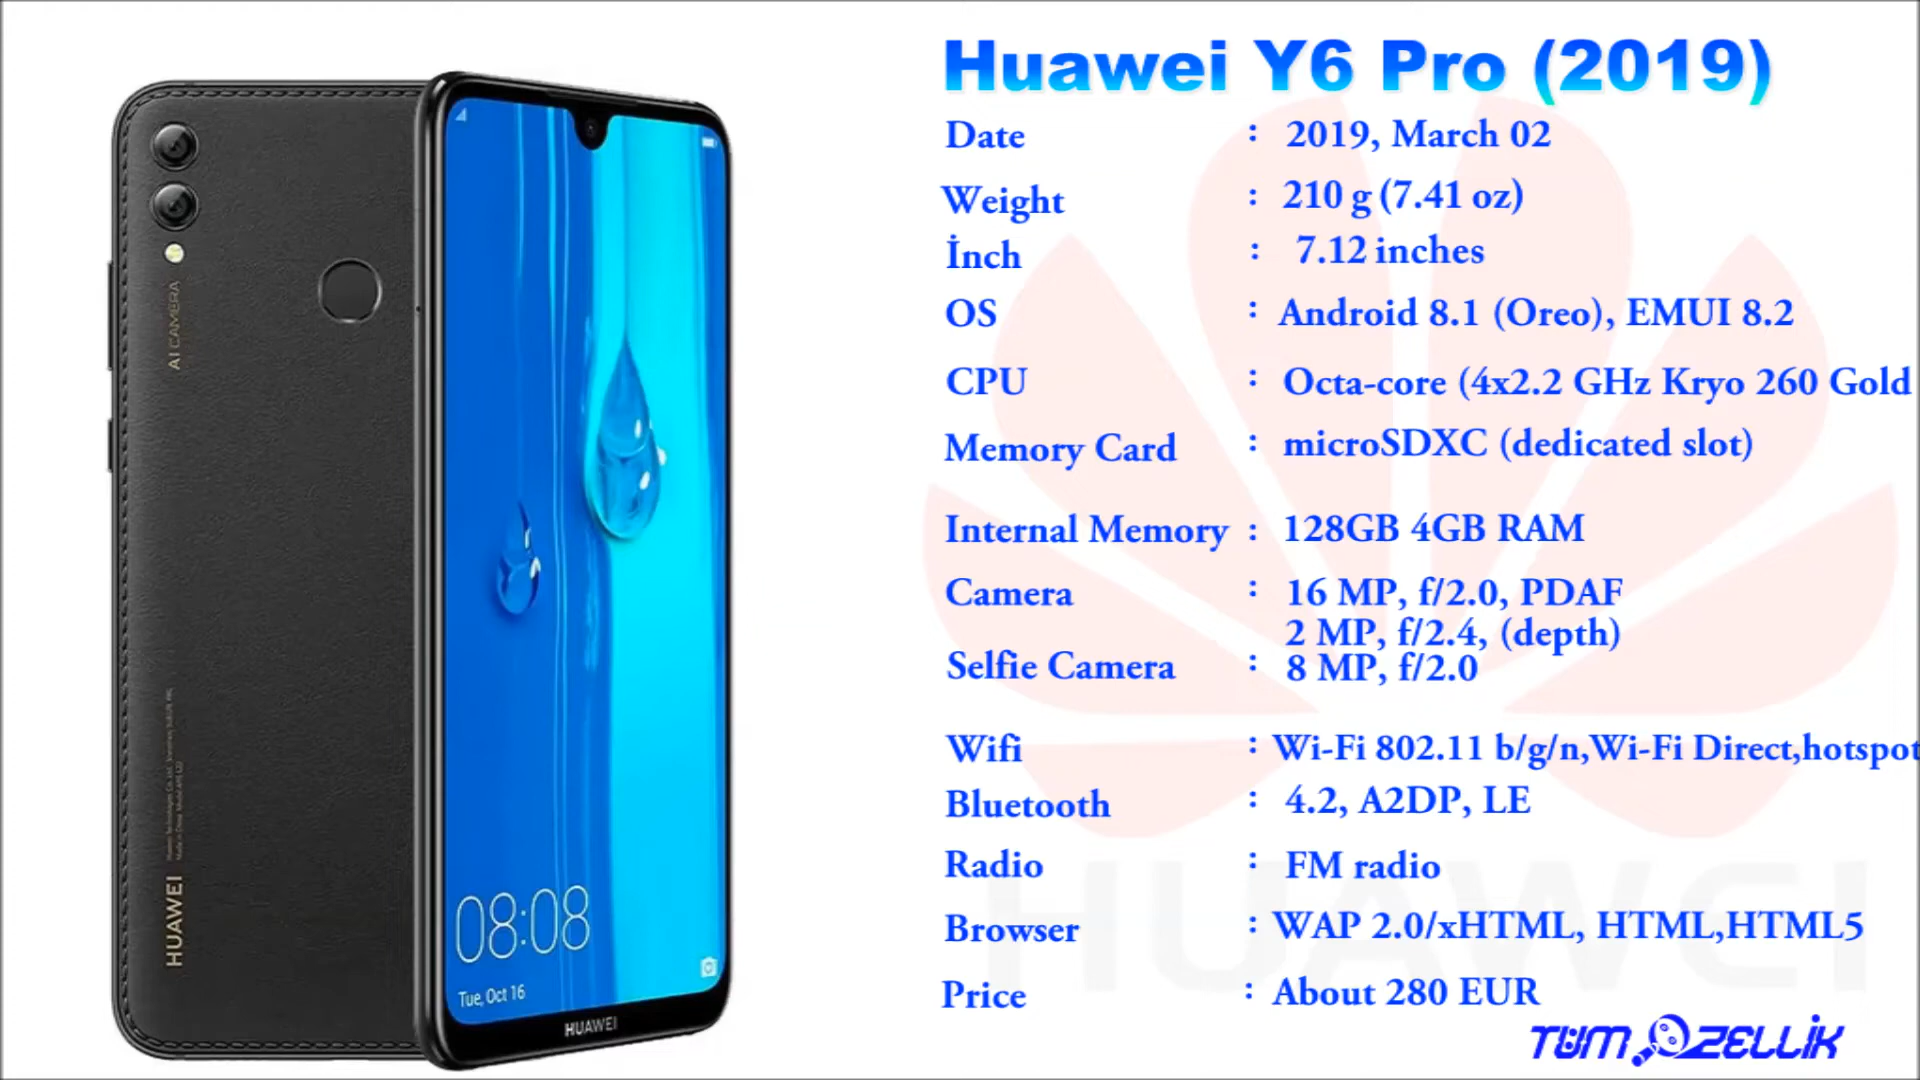 Huawei Y6 Pro (2019)
Date : 2019, March 02
Weight : 210 g (7.41 oz)
İnch : 7.12 inches
OS : Android 8.1 (Oreo), EMUI 8.2
CPU : Octa-core (4x2.2 GHz Kryo 260 Gold
Memory Card : microSDXC (dedicated slot)
Internal Memory : 128GB 4GB RAM
Camera : 16 MP, f/2.0, PDAF
2 MP, f/2.4, (depth)
Selfie Camera : 8 MP, f/2.0
Wifi : Wi-Fi 802.11 b/g/n,Wi-Fi Direct,hotspot
Bluetooth : 4.2, A2DP, LE
Radio : FM radio
Browser : WAP 2.0/xHTML, HTML,HTML5
Price : About 280 EUR
TÜM ÖZELLİK
HUAWEI
AI CAMERA
HUAWEI
08:08
Tue, Oct 16
HUAWEI